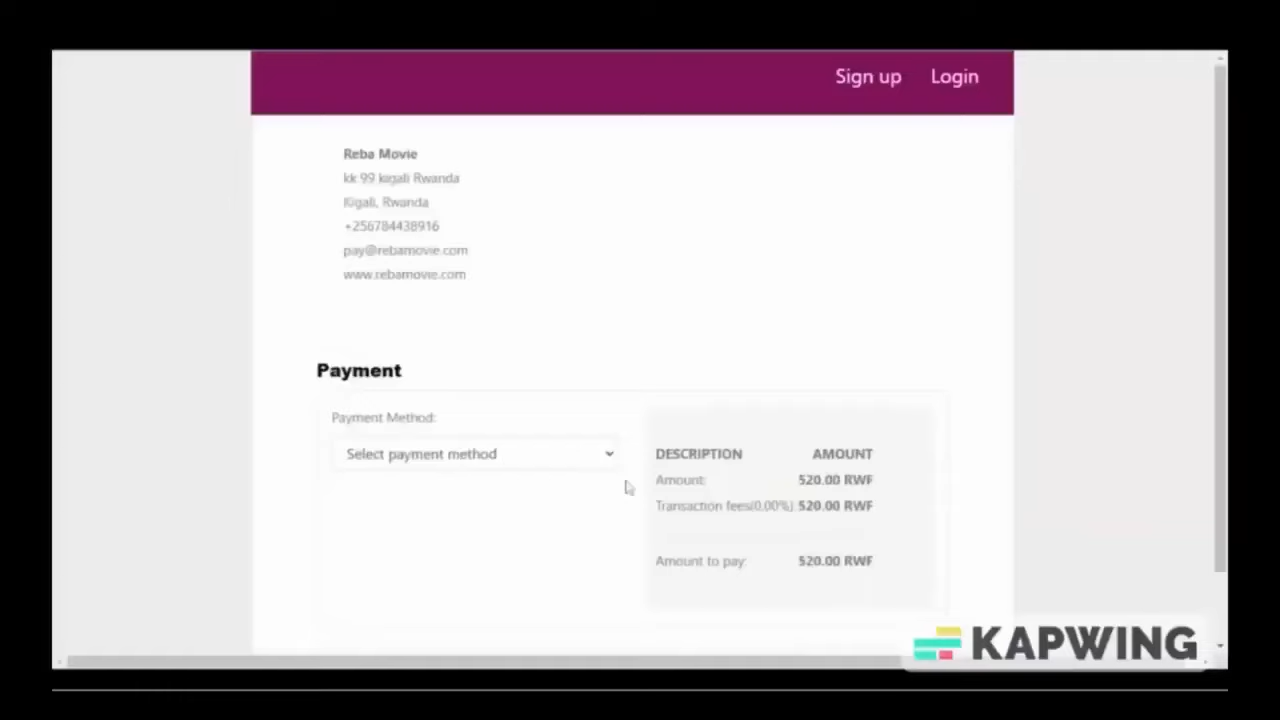 Sign up Login
Reba Movie
kk 99 kigali Rwanda
Kigali, Rwanda
+256784438916
pay@rebamovie.com
www.rebamovie.com
Payment
Payment Method:
Select payment method
DESCRIPTION AMOUNT
Amount: 520.00 RWF
Transaction fees(0.00%) 520.00 RWF
Amount to pay: 520.00 RWF
KAPWING